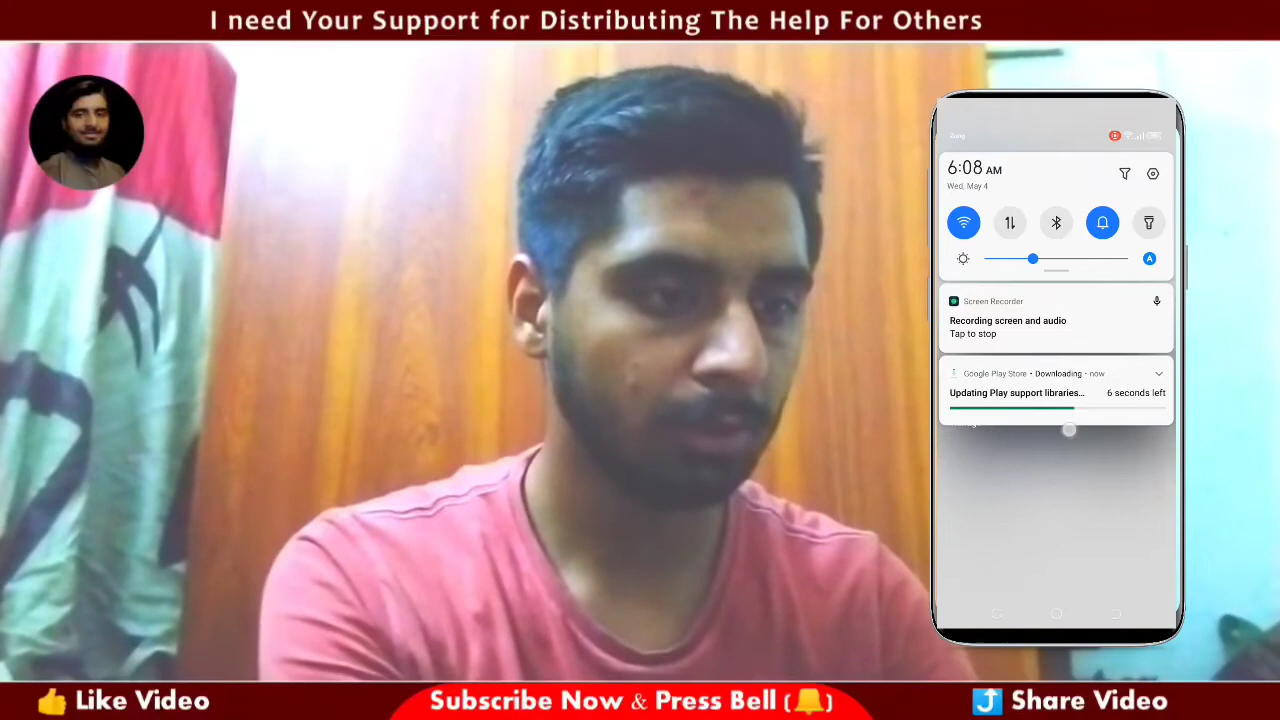 I need Your Support for Distributing The Help For Others
Zong
6:08 AM
Wed, May 4
A
Screen Recorder
Recording screen and audio
Tap to stop
Google Play Store • Downloading • now
Updating Play support libraries... 6 seconds left
Like Video
Subscribe Now & Press Bell ( )
Share Video